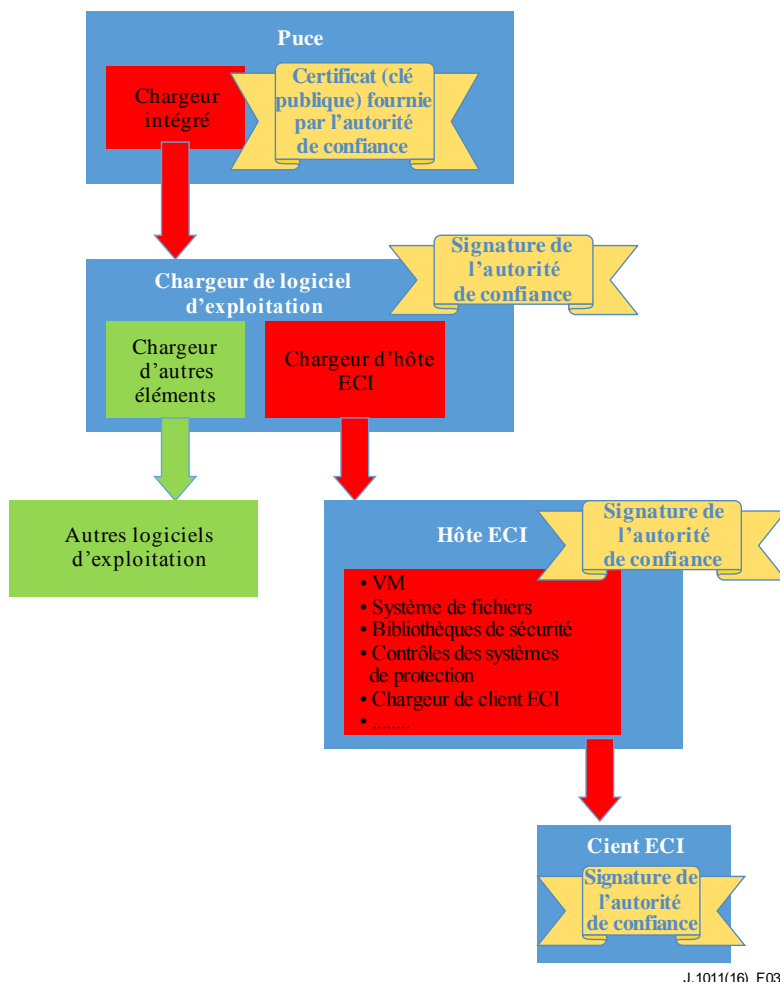 Puce
Chargeur
intégré
Certificat (clé
publique) fournie
par l'autorité
de confiance
Chargeur de logiciel
d'exploitation
Signature de
l'autorité
de confiance
Chargeur
d'autres
éléments
Chargeur d'hôte
ECI
Autres logiciels
d'exploitation
Hôte ECI
Signature de
l'autorité
de confiance
• VM
• Système de fichiers
• Bibliothèques de sécurité
• Contrôles des systèmes
de protection
• Chargeur de client ECI
• ........
Cient ECI
Signature de
l'autorité
de confiance
J.1011(16)_F03